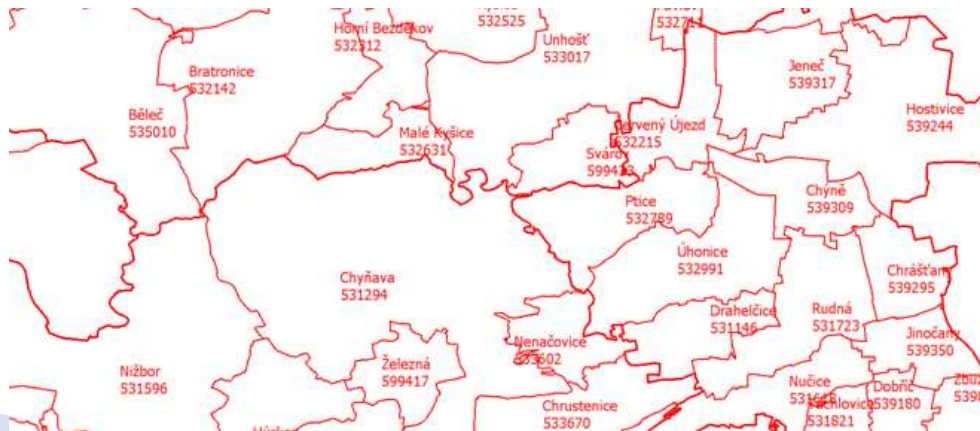 532525
532711
Horní Bezděkov
532312
Unhošť
533017
Bratronice
532142
Jeneč
539317
Běleč
535010
Hostivice
539244
Malé Kyšice
532631
Červený Újezd
532215
Svárov
Ptice
532789
Chýně
539309
Úhonice
532991
Chyňava
531294
Chrášťany
539295
Drahelčice
531146
Rudná
531723
Nenačovice
533602
Jinočany
539350
Železná
599417
Nižbor
531596
Nučice
Dobříč
539180
Tachlovice
531821
Chrustenice
533670